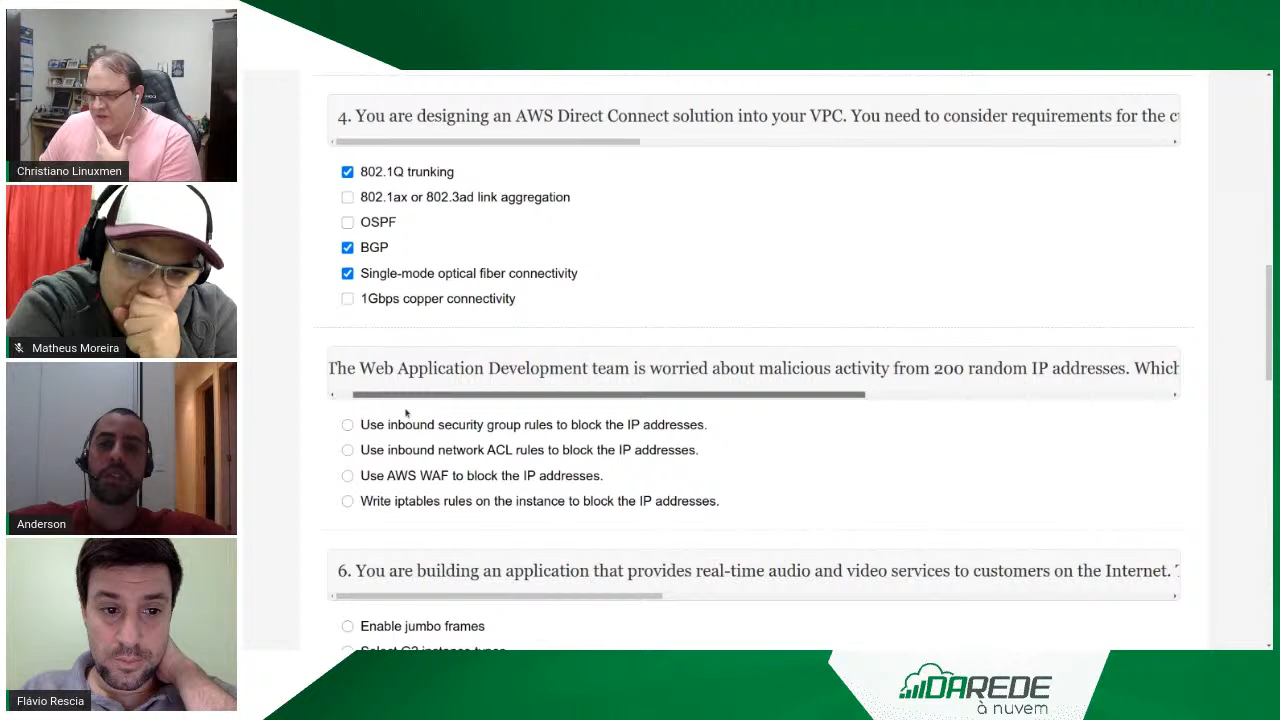 Christiano Linuxmen
Matheus Moreira
Anderson
Flávio Rescia
4. You are designing an AWS Direct Connect solution into your VPC. You need to consider requirements for the
802.1Q trunking
802.1ax or 802.3ad link aggregation
OSPF
BGP
Single-mode optical fiber connectivity
1Gbps copper connectivity
The Web Application Development team is worried about malicious activity from 200 random IP addresses. Which
Use inbound security group rules to block the IP addresses.
Use inbound network ACL rules to block the IP addresses.
Use AWS WAF to block the IP addresses.
Write iptables rules on the instance to block the IP addresses.
6. You are building an application that provides real-time audio and video services to customers on the Internet.
Enable jumbo frames
DAREDE
à nuvem